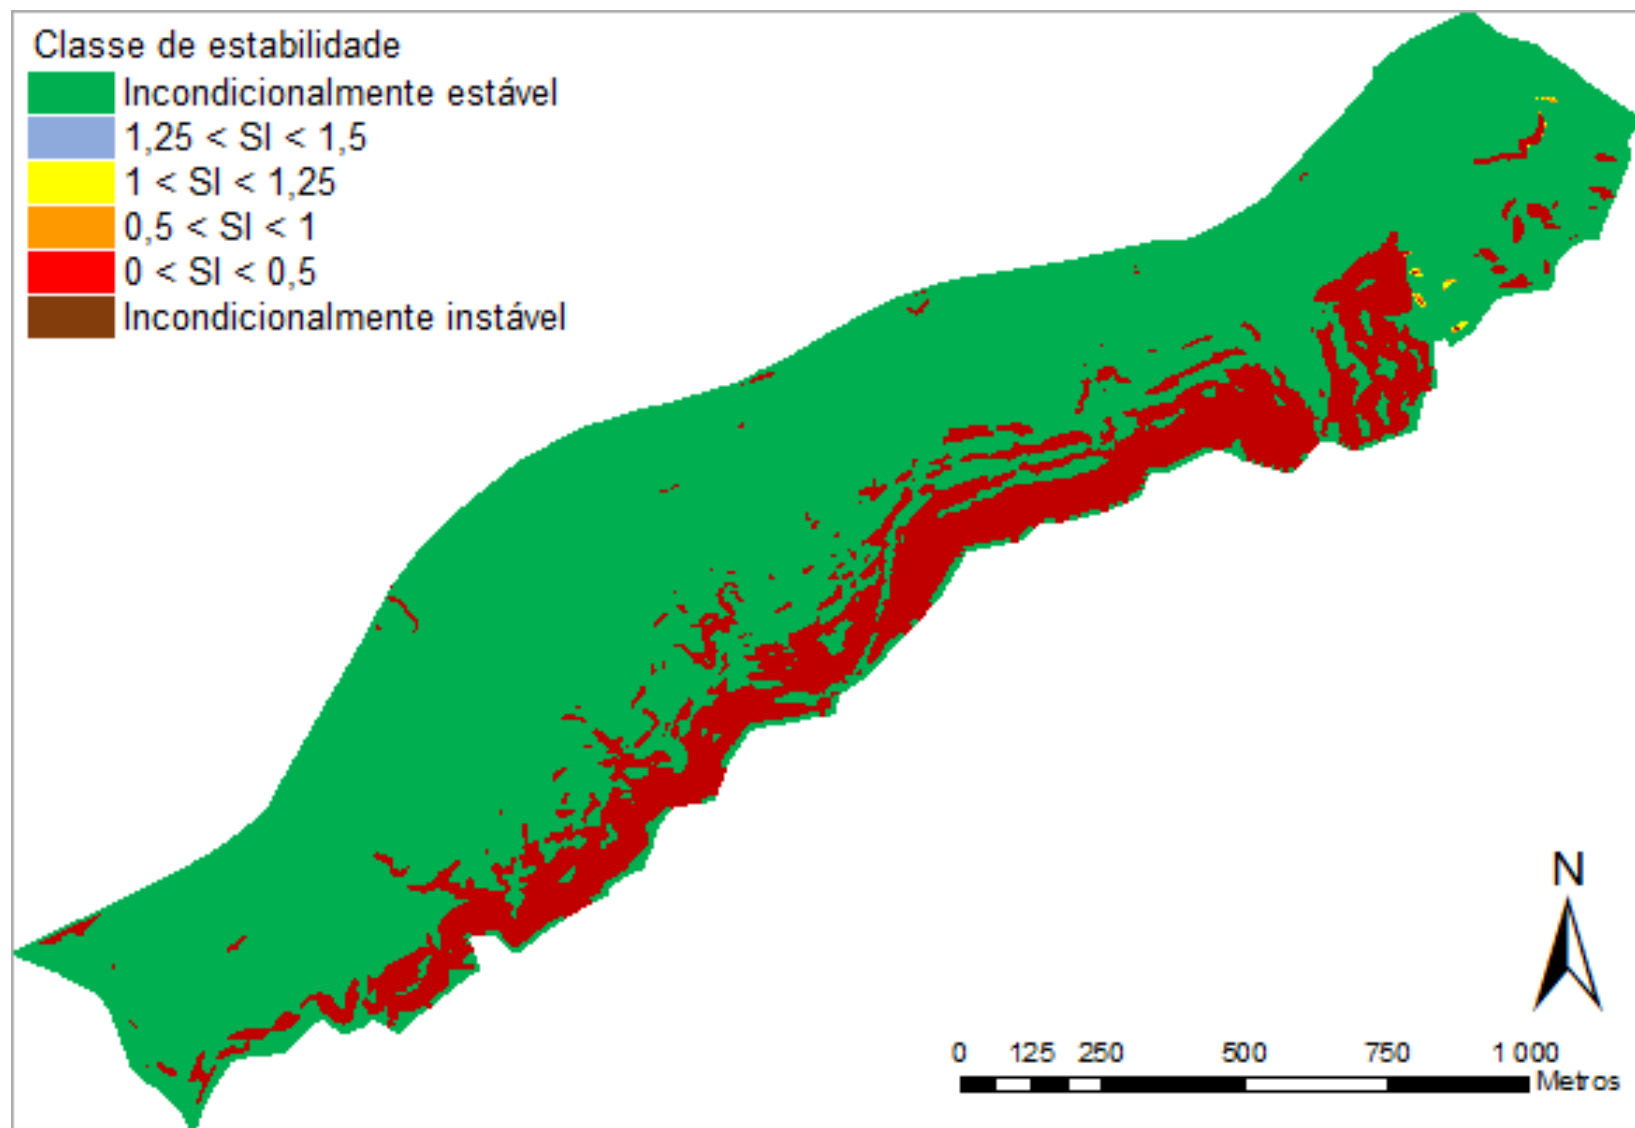 Classe de estabilidade
Incondicionalmente estável
1,25 < SI < 1,5
1 < SI < 1,25
0,5 < SI < 1
0 < SI < 0,5
Incondicionalmente instável
N
0 125 250 500 750 1 000
Metros